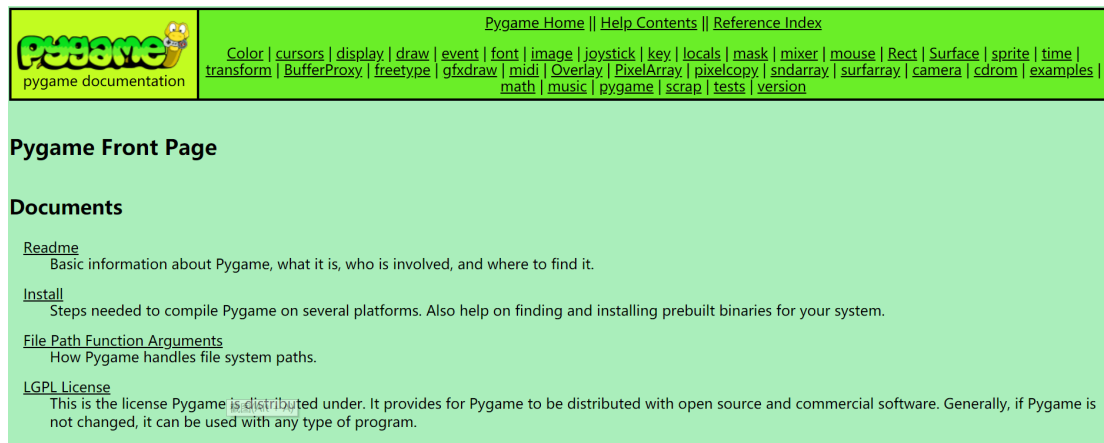 pygame
pygame documentation
Pygame Home || Help Contents || Reference Index
Color | cursors | display | draw | event | font | image | joystick | key | locals | mask | mixer | mouse | Rect | Surface | sprite | time |
transform | BufferProxy | freetype | gfxdraw | midi | Overlay | PixelArray | pixelcopy | sndarray | surfarray | camera | cdrom | examples |
math | music | pygame | scrap | tests | version
Pygame Front Page
Documents
Readme
Basic information about Pygame, what it is, who is involved, and where to find it.
Install
Steps needed to compile Pygame on several platforms. Also help on finding and installing prebuilt binaries for your system.
File Path Function Arguments
How Pygame handles file system paths.
LGPL License
This is the license Pygame is distributed under. It provides for Pygame to be distributed with open source and commercial software. Generally, if Pygame is
not changed, it can be used with any type of program.